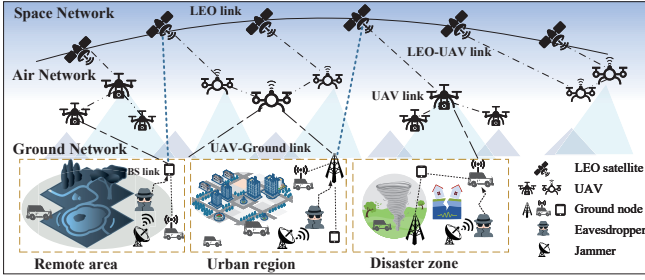 Space Network
LEO link
LEO-UAV link
Air Network
UAV link
UAV-Ground link
Ground Network
BS link
LEO satellite
UAV
Ground node
Eavesdropper
Jammer
Remote area
Urban region
Disaster zone